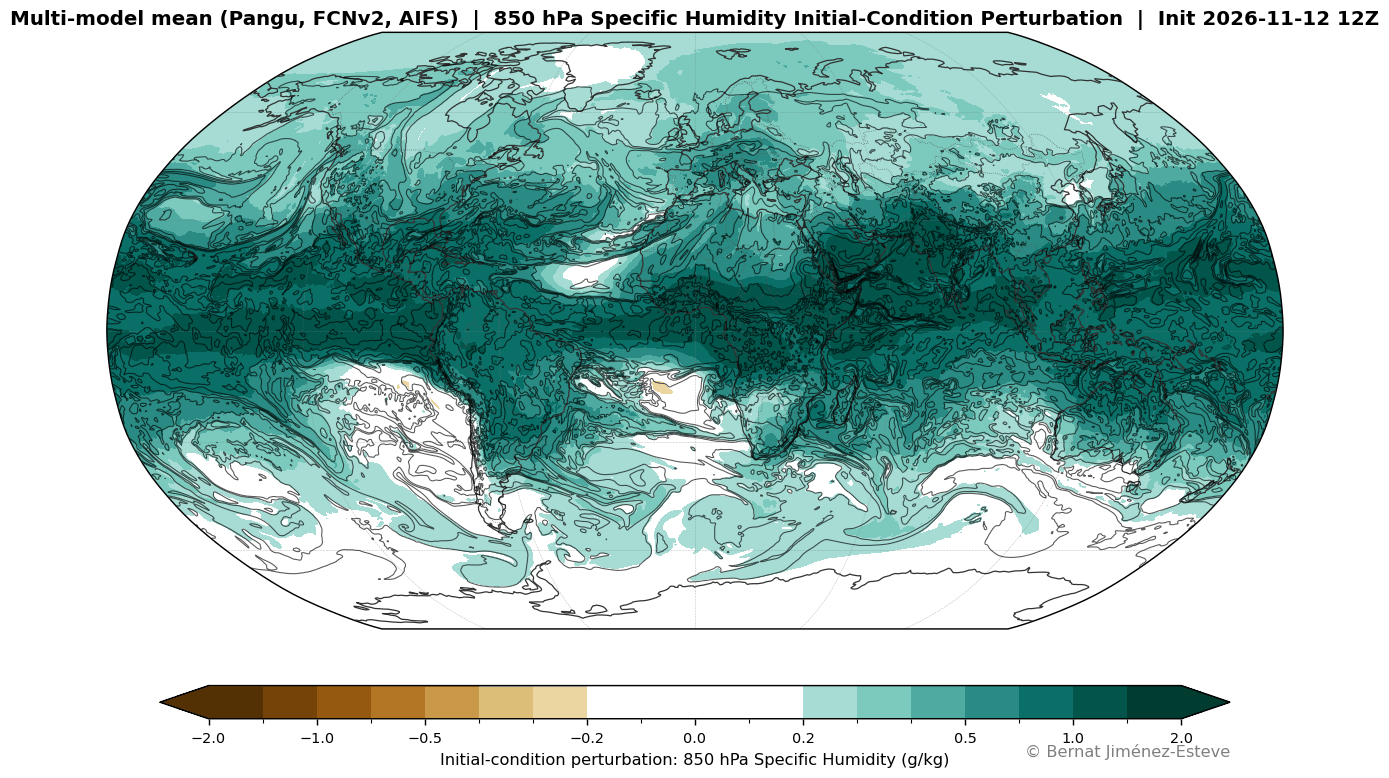 Multi-model mean (Pangu, FCNv2, AIFS)  |  850 hPa Specific Humidity Initial-Condition Perturbation  |  Init 2026-11-12 12Z
−2.0 −1.0 −0.5 −0.2 0.0 0.2 0.5 1.0 2.0
Initial-condition perturbation: 850 hPa Specific Humidity (g/kg)
© Bernat Jiménez-Esteve